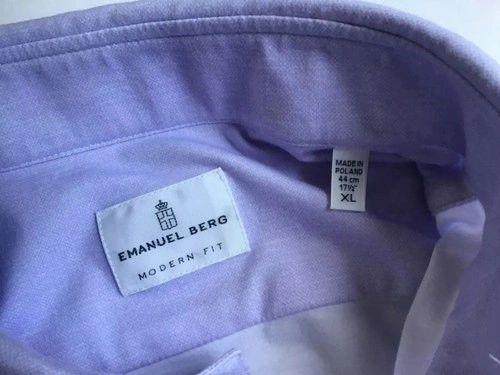 EMANUEL BERG
MODERN FIT
MADE IN
POLAND
44 cm
17½"
XL